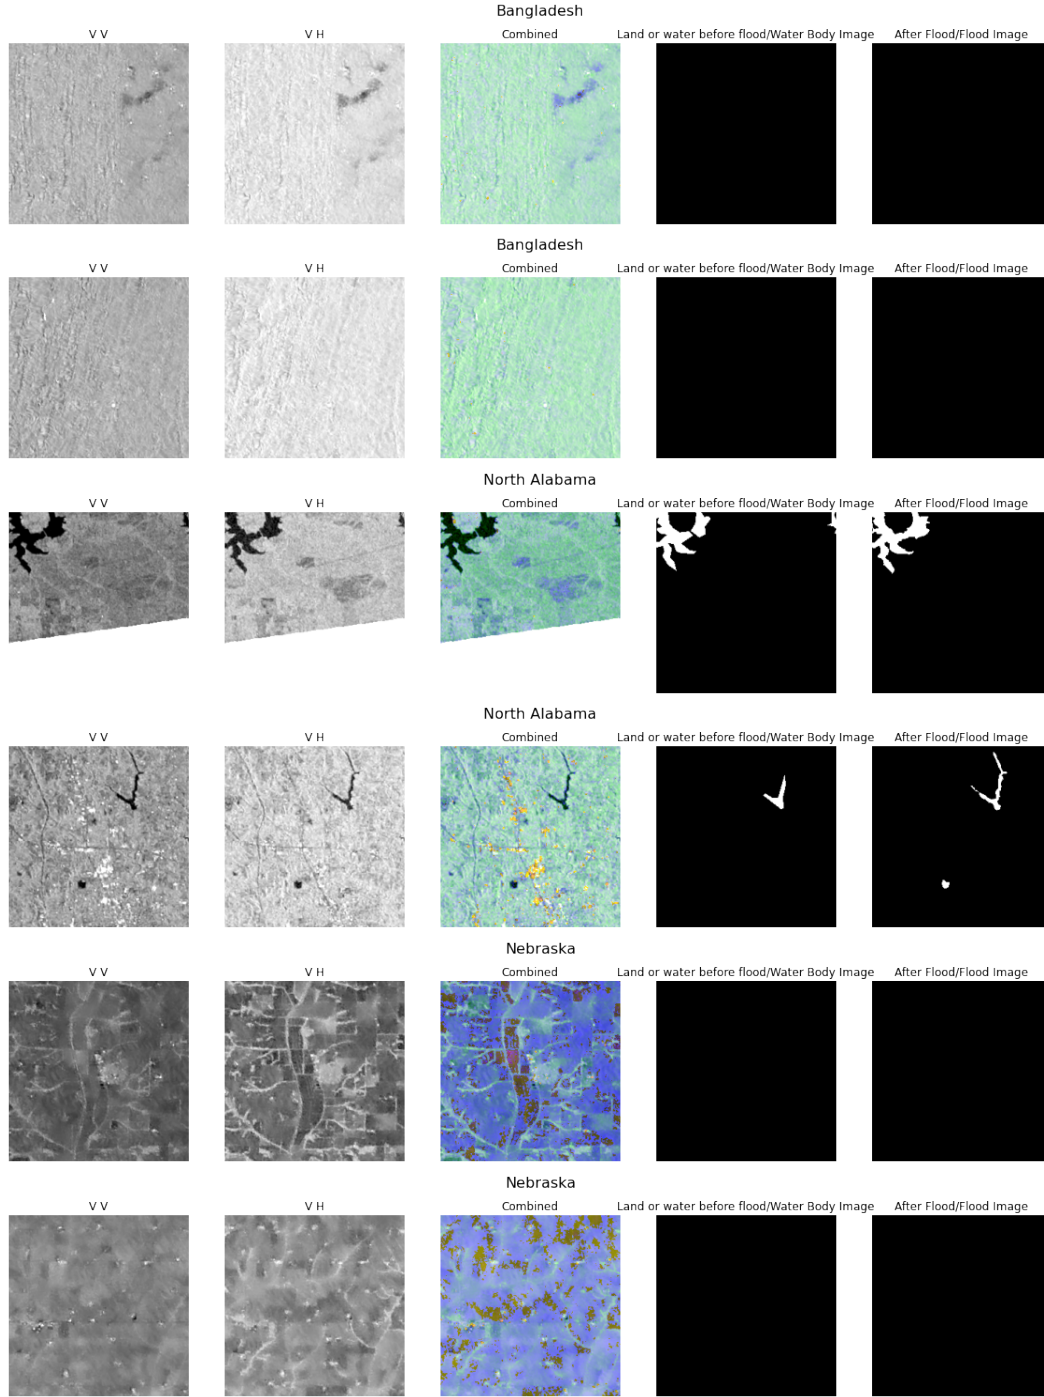 Bangladesh
V V V H Combined Land or water before flood/Water Body Image After Flood/Flood Image
Bangladesh
V V V H Combined Land or water before flood/Water Body Image After Flood/Flood Image
North Alabama
V V V H Combined Land or water before flood/Water Body Image After Flood/Flood Image
North Alabama
V V V H Combined Land or water before flood/Water Body Image After Flood/Flood Image
Nebraska
V V V H Combined Land or water before flood/Water Body Image After Flood/Flood Image
Nebraska
V V V H Combined Land or water before flood/Water Body Image After Flood/Flood Image